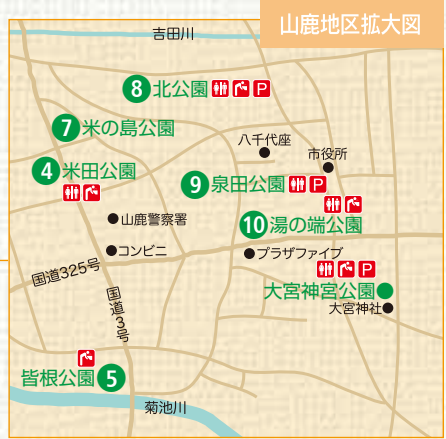 山鹿地区拡大図
吉田川
8 北公園 P
7 米の島公園
八千代座
市役所
4 米田公園
9 泉田公園 P
山鹿警察署
10 湯の端公園
コンビニ
プラザファイブ
国道325号
P
大宮神宮公園
国道3号
大宮神社
皆根公園 5
菊池川